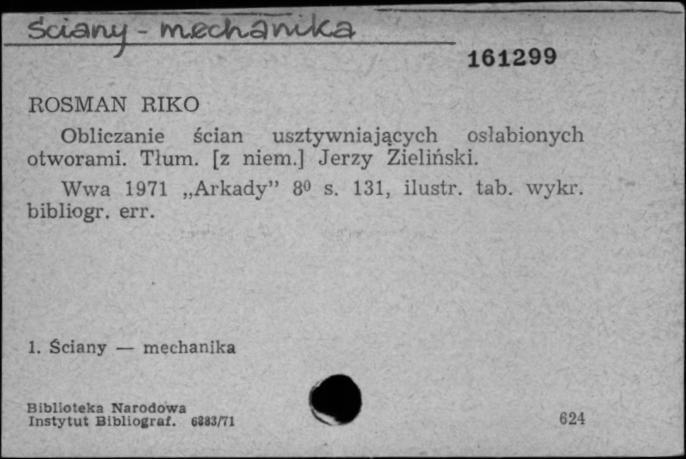 Ściany - mechanika
161299
ROSMAN RIKO
Obliczanie ścian usztywniających osłabionych
otworami. Tłum. [z niem.] Jerzy Zieliński.
Wwa 1971 „Arkady” 8⁰ s. 131, ilustr. tab. wykr.
bibliogr. err.
1. Ściany — mechanika
Biblioteka Narodowa
Instytut Bibliograf. 6383/71
624